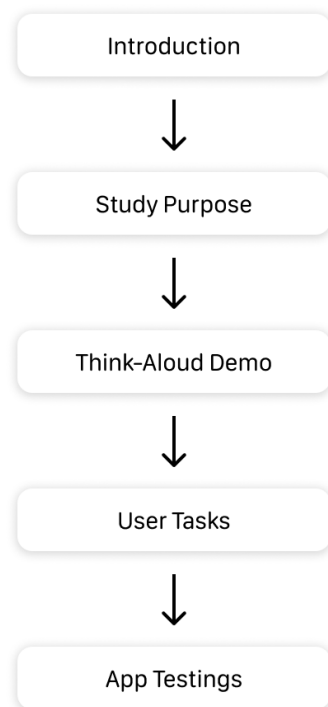 Introduction
Study Purpose
Think-Aloud Demo
User Tasks
App Testings